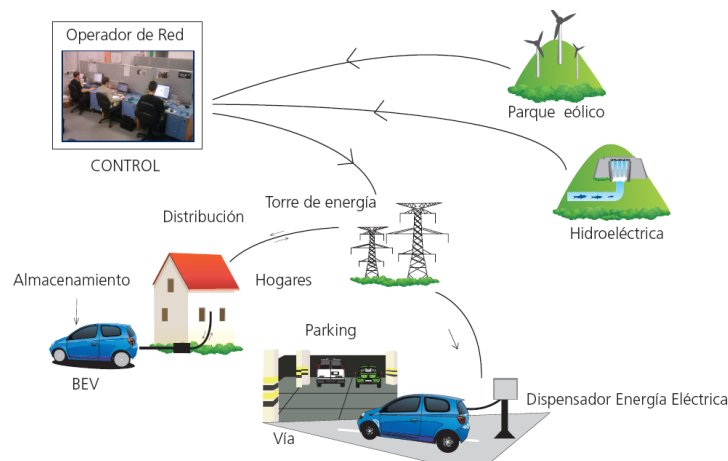 Operador de Red
CONTROL
Parque eólico
Hidroeléctrica
Torre de energía
Distribución
Hogares
Almacenamiento
BEV
Parking
Vía
Dispensador Energía Eléctrica